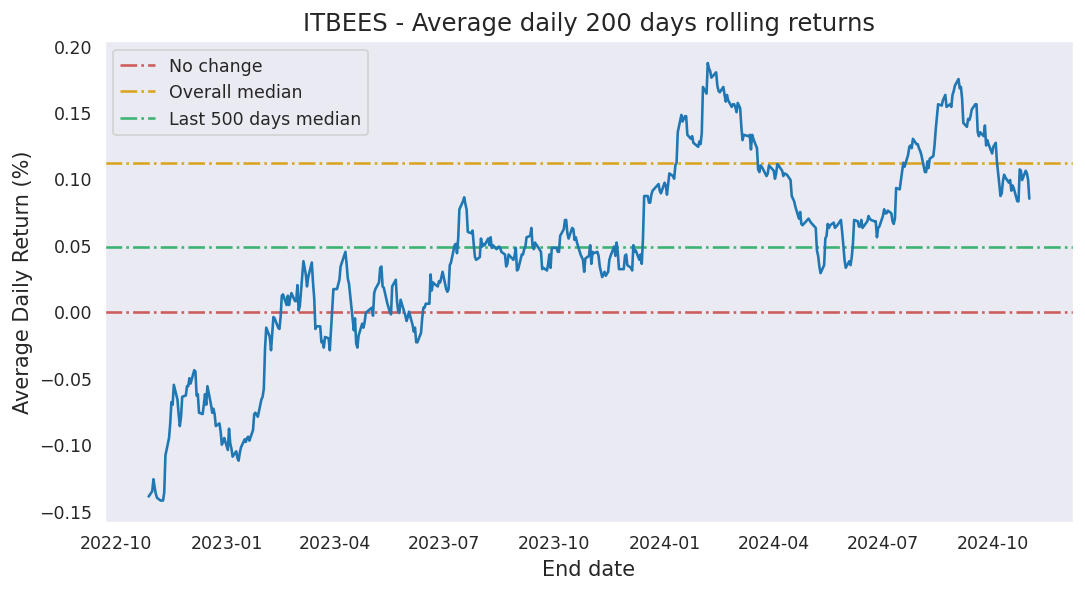 ITBEES - Average daily 200 days rolling returns
No change
Overall median
Last 500 days median
Average Daily Return (%)
0.20
0.15
0.10
0.05
0.00
−0.05
−0.10
−0.15
2022-10 2023-01 2023-04 2023-07 2023-10 2024-01 2024-04 2024-07 2024-10
End date